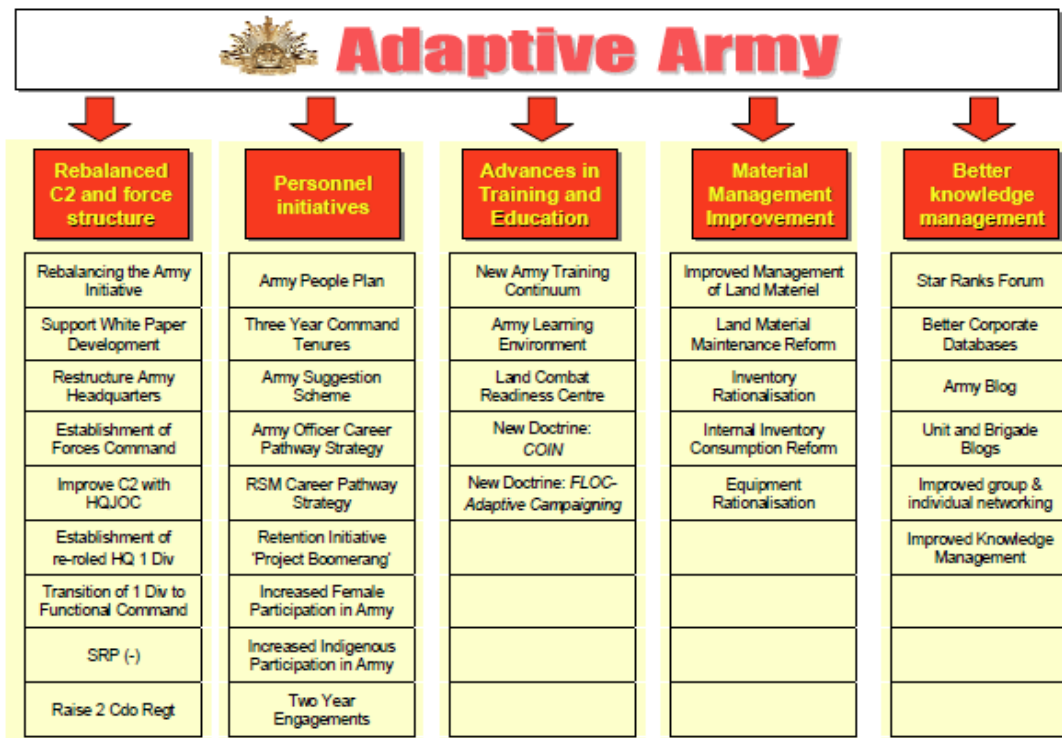 Adaptive Army
Rebalanced
C2 and force
structure
Rebalancing the Army
Initiative
Support White Paper
Development
Restructure Army
Headquarters
Establishment of
Forces Command
Improve C2 with
HQJOC
Establishment of
re-roled HQ 1 Div
Transition of 1 Div to
Functional Command
SRP (-)
Raise 2 Cdo Regt
Personnel
initiatives
Army People Plan
Three Year Command
Tenures
Army Suggestion
Scheme
Army Officer Career
Pathway Strategy
RSM Career Pathway
Strategy
Retention Initiative
'Project Boomerang'
Increased Female
Participation in Army
Increased Indigenous
Participation in Army
Two Year
Engagements
Advances in
Training and
Education
New Army Training
Continuum
Army Learning
Environment
Land Combat
Readiness Centre
New Doctrine:
COIN
New Doctrine: FLOC-
Adaptive Campaigning
Material
Management
Improvement
Improved Management
of Land Materiel
Land Material
Maintenance Reform
Inventory
Rationalisation
Internal Inventory
Consumption Reform
Equipment
Rationalisation
Better
knowledge
management
Star Ranks Forum
Better Corporate
Databases
Army Blog
Unit and Brigade
Blogs
Improved group &
individual networking
Improved Knowledge
Management